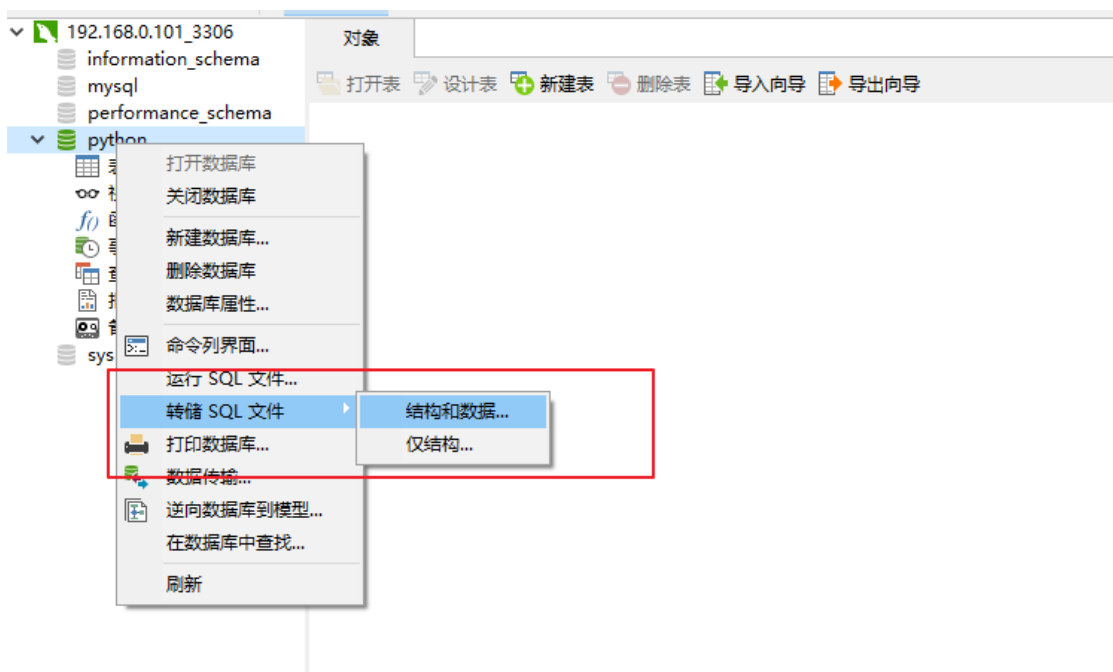 192.168.0.101_3306
information_schema
mysql
performance_schema
python
sys
对象
打开表 设计表 新建表 删除表 导入向导 导出向导
打开数据库
关闭数据库
新建数据库...
删除数据库
数据库属性...
命令列界面...
运行 SQL 文件...
转储 SQL 文件
结构和数据...
仅结构...
打印数据库...
数据传输...
逆向数据库到模型...
在数据库中查找...
刷新